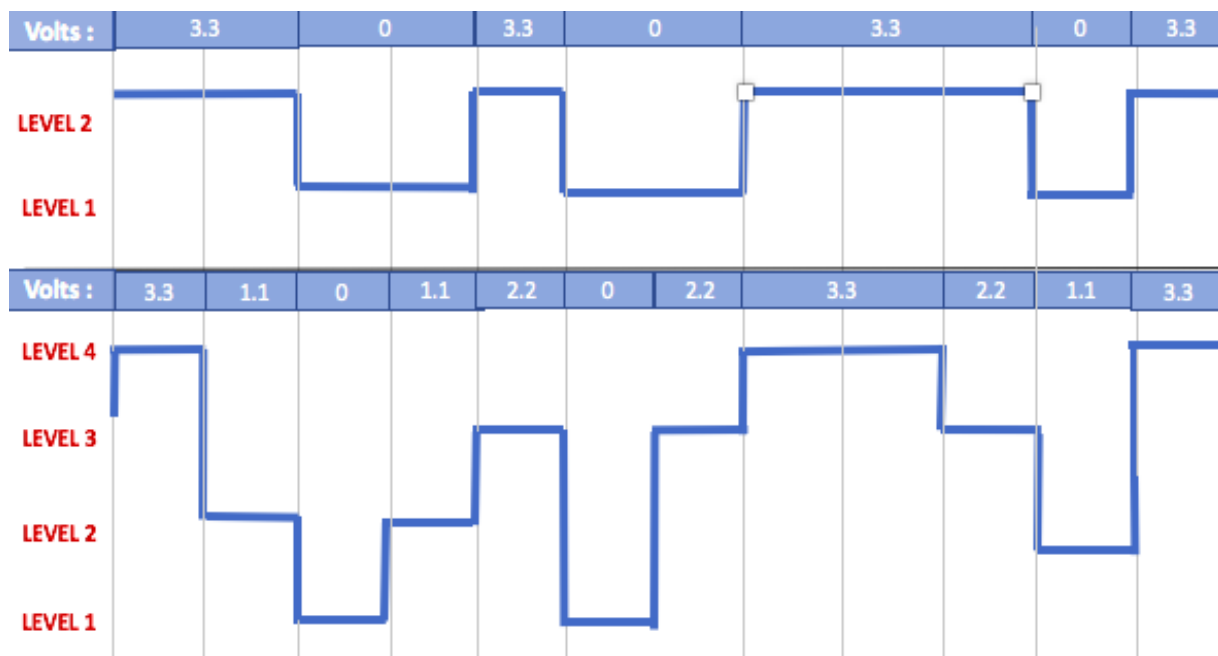 Volts : 3.3 0 3.3 0 3.3 0 3.3
LEVEL 2
LEVEL 1
Volts : 3.3 1.1 0 1.1 2.2 0 2.2 3.3 2.2 1.1 3.3
LEVEL 4
LEVEL 3
LEVEL 2
LEVEL 1